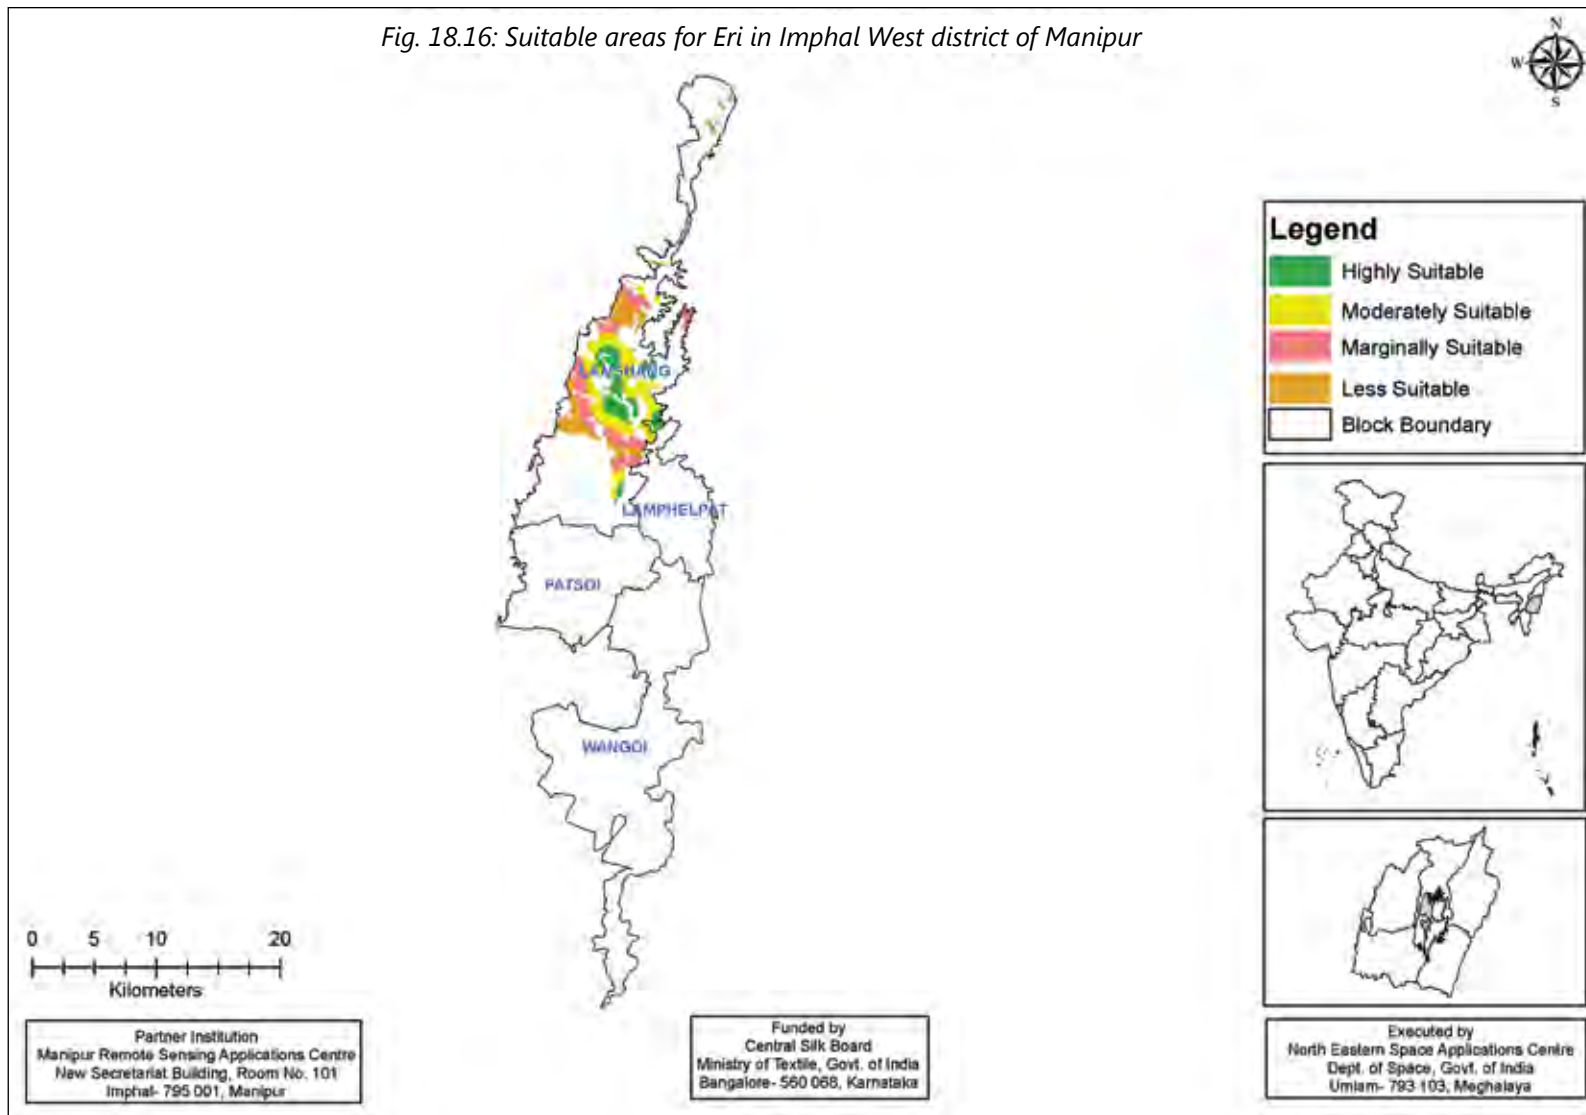 Fig. 18.16: Suitable areas for Eri in Imphal West district of Manipur
N
W
S
Legend
Highly Suitable
Moderately Suitable
Marginally Suitable
Less Suitable
Block Boundary
LAMSHANG
LAMPHELPAT
PATSOI
WANGOI
0 5 10 20
Kilometers
Partner Institution
Manipur Remote Sensing Applications Centre
New Secretariat Building, Room No. 101
Imphal- 795 001, Manipur
Funded by
Central Silk Board
Ministry of Textile, Govt. of India
Bangalore- 560 068, Karnataka
Executed by
North Eastern Space Applications Centre
Dept. of Space, Govt. of India
Umiam- 793 103, Meghalaya